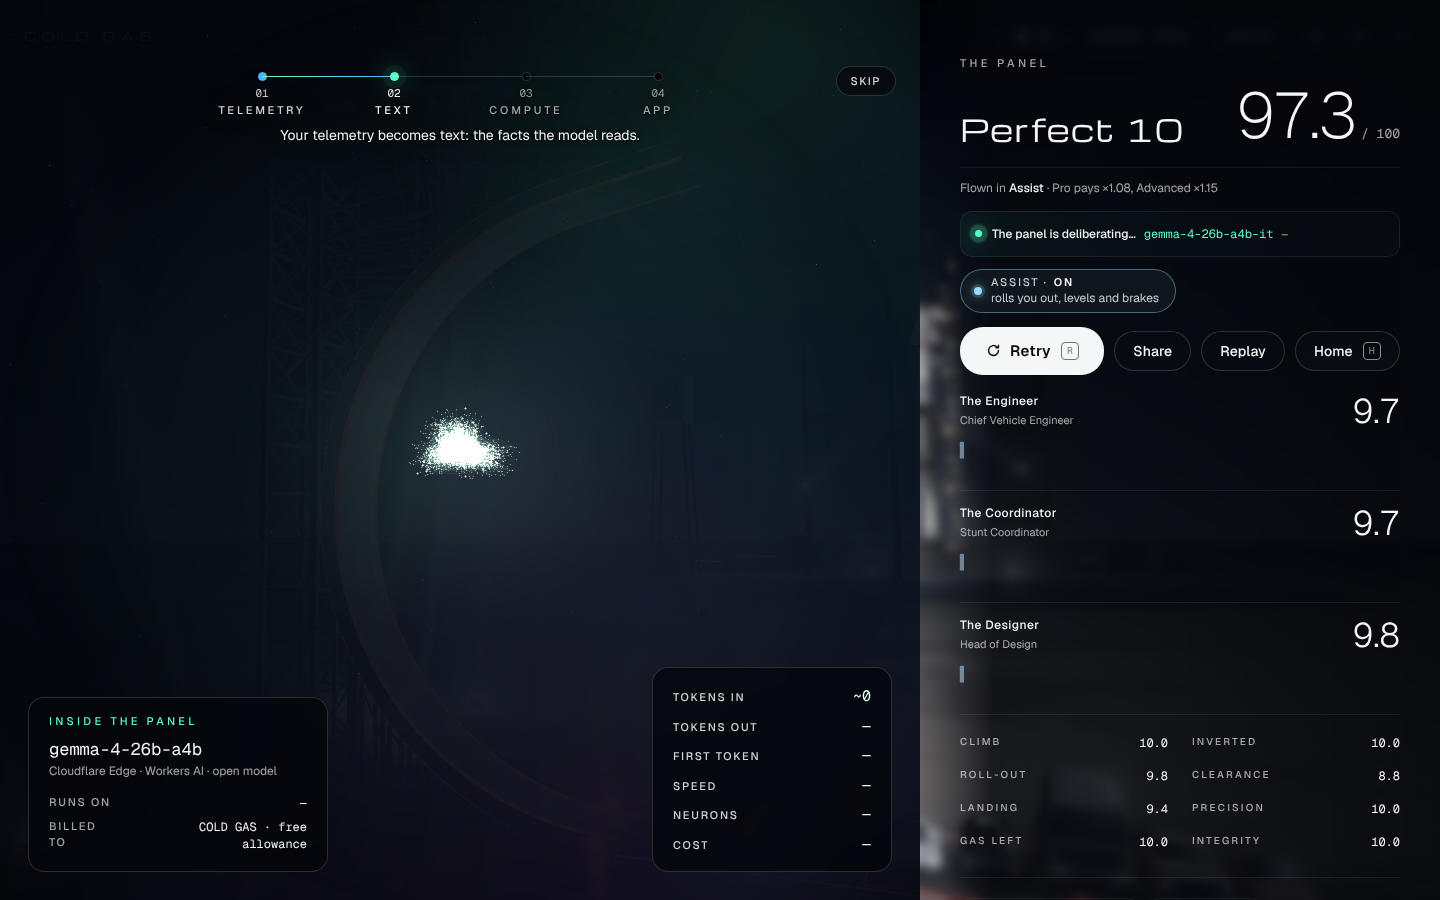 COLD GAS
01
TELEMETRY
02
TEXT
03
COMPUTE
04
APP
SKIP
Your telemetry becomes text: the facts the model reads.
INSIDE THE PANEL
gemma-4-26b-a4b
Cloudflare Edge · Workers AI · open model
RUNS ON –
BILLED TO COLD GAS · free allowance
TOKENS IN ~0
TOKENS OUT –
FIRST TOKEN –
SPEED –
NEURONS –
COST –
THE PANEL
Perfect 10 97.3 / 100
Flown in Assist · Pro pays ×1.08, Advanced ×1.15
The panel is deliberating… gemma-4-26b-a4b-it –
ASSIST · ON
rolls you out, levels and brakes
Retry R Share Replay Home H
The Engineer 9.7
Chief Vehicle Engineer
The Coordinator 9.7
Stunt Coordinator
The Designer 9.8
Head of Design
CLIMB 10.0 INVERTED 10.0
ROLL-OUT 9.8 CLEARANCE 8.8
LANDING 9.4 PRECISION 10.0
GAS LEFT 10.0 INTEGRITY 10.0